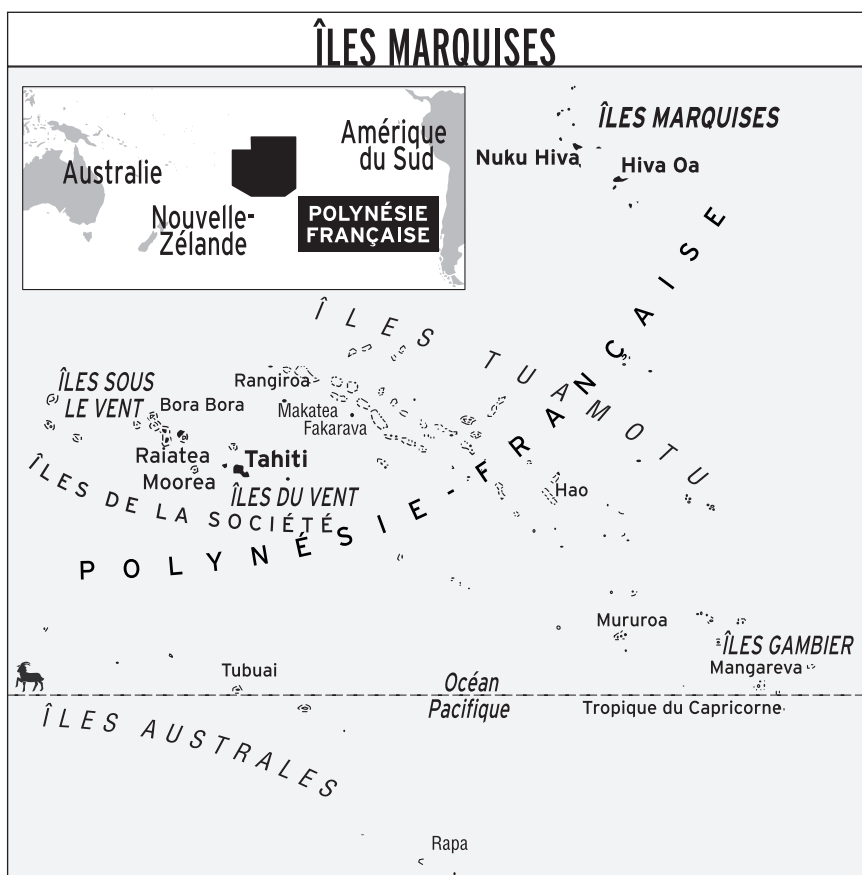 ÎLES MARQUISES
Australie
Nouvelle-
Zélande
Amérique
du Sud
POLYNÉSIE
FRANÇAISE
ÎLES MARQUISES
Nuku Hiva
Hiva Oa
ÎLES TUAMOTU
POLYNÉSIE-FRANÇAISE
ÎLES SOUS
LE VENT
Bora Bora
Rangiroa
Makatea
Fakarava
Raiatea
Tahiti
Moorea
ÎLES DU VENT
ÎLES DE LA SOCIÉTÉ
Hao
Mururoa
ÎLES GAMBIER
Mangareva
Tubuai
Océan
Pacifique
Tropique du Capricorne
ÎLES AUSTRALES
Rapa